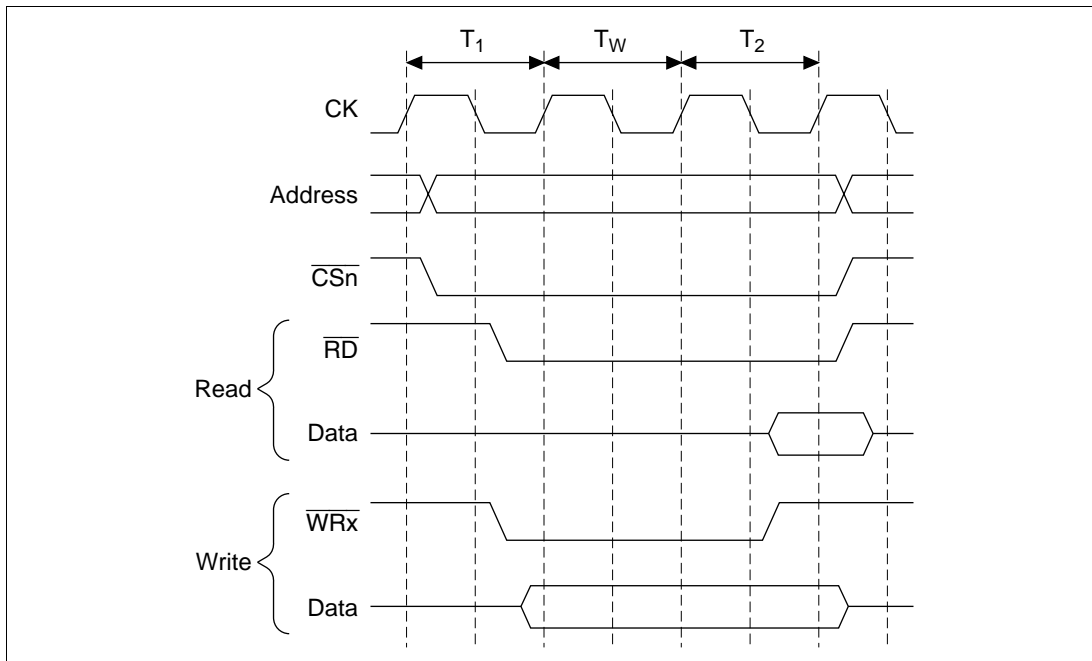 T1 TW T2
CK
Address
CSn
RD
Read
Data
WRx
Write
Data